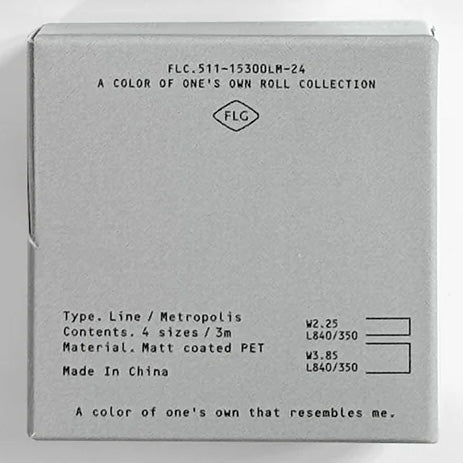 FLC.511-15300LM-24
A COLOR OF ONE'S OWN ROLL COLLECTION
FLG
Type. Line / Metropolis
Contents. 4 sizes / 3m
Material. Matt coated PET
Made In China
W2.25
L840/350
W3.85
L840/350
A color of one's own that resembles me.